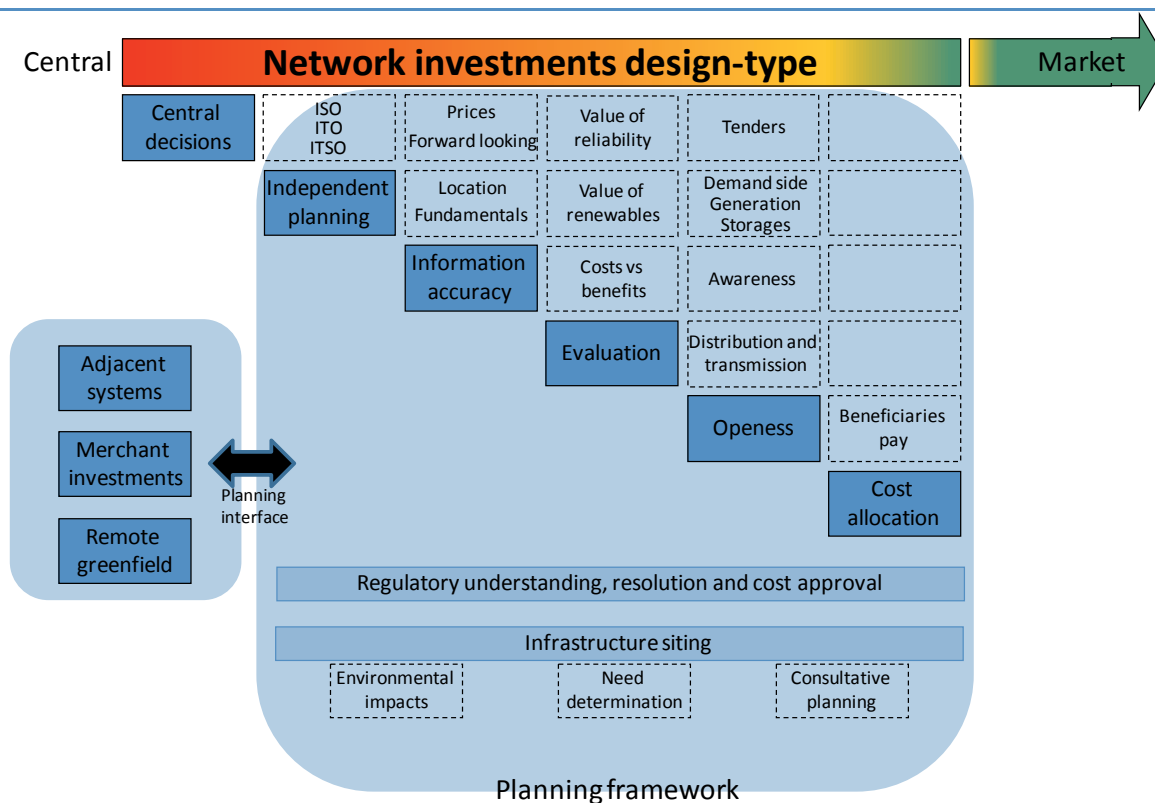 Central
Network investments design-type
Market
Central
decisions
ISO
ITO
ITSO
Prices
Forward looking
Value of
reliability
Tenders
Independent
planning
Location
Fundamentals
Value of
renewables
Demand side
Generation
Storages
Information
accuracy
Costs vs
benefits
Awareness
Evaluation
Distribution and
transmission
Adjacent
systems
Openess
Beneficiaries
pay
Merchant
investments
Planning
interface
Cost
allocation
Remote
greenfield
Regulatory understanding, resolution and cost approval
Infrastructure siting
Environmental
impacts
Need
determination
Consultative
planning
Planning framework